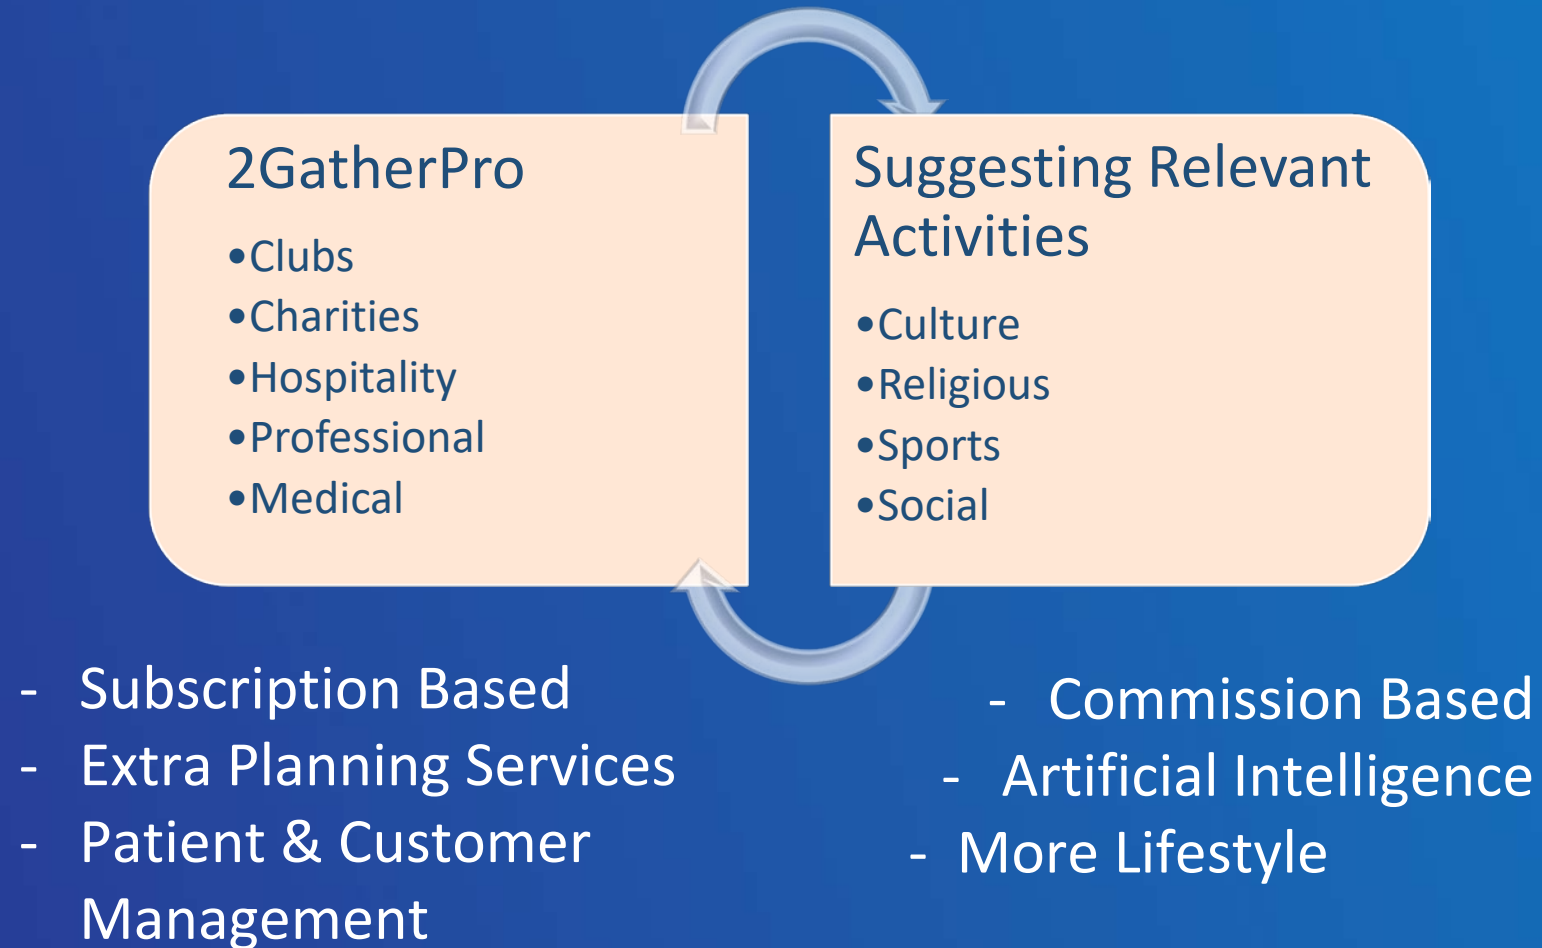 2GatherPro
•Clubs
•Charities
•Hospitality
•Professional
•Medical
Suggesting Relevant
Activities
•Culture
•Religious
•Sports
•Social
- Subscription Based
- Extra Planning Services
- Patient & Customer
Management
- Commission Based
- Artificial Intelligence
- More Lifestyle